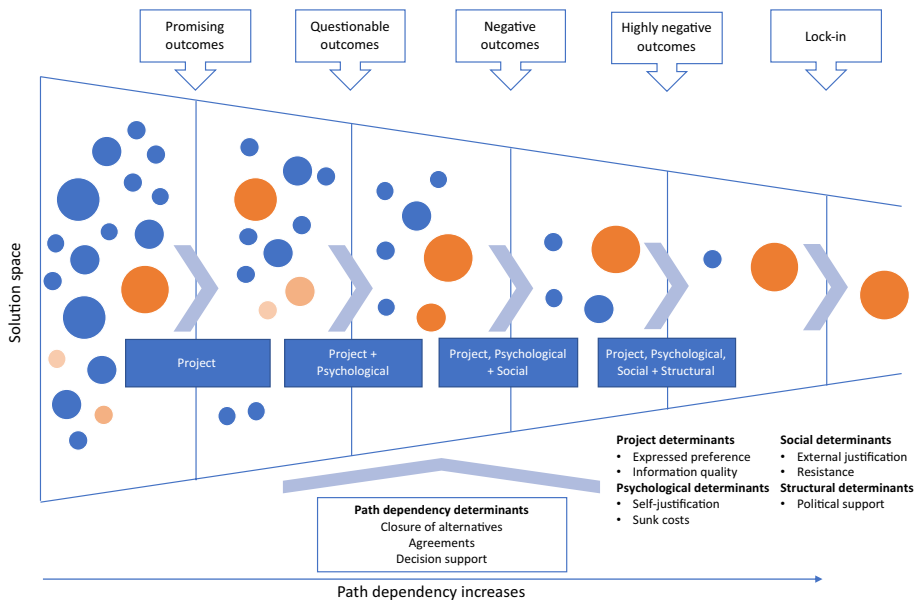 Promising
outcomes
Questionable
outcomes
Negative
outcomes
Highly negative
outcomes
Lock-in
Solution space
Project
Project +
Psychological
Project, Psychological
+ Social
Project, Psychological,
Social + Structural
Project determinants
• Expressed preference
• Information quality
Psychological determinants
• Self-justification
• Sunk costs
Social determinants
• External justification
• Resistance
Structural determinants
• Political support
Path dependency determinants
Closure of alternatives
Agreements
Decision support
Path dependency increases